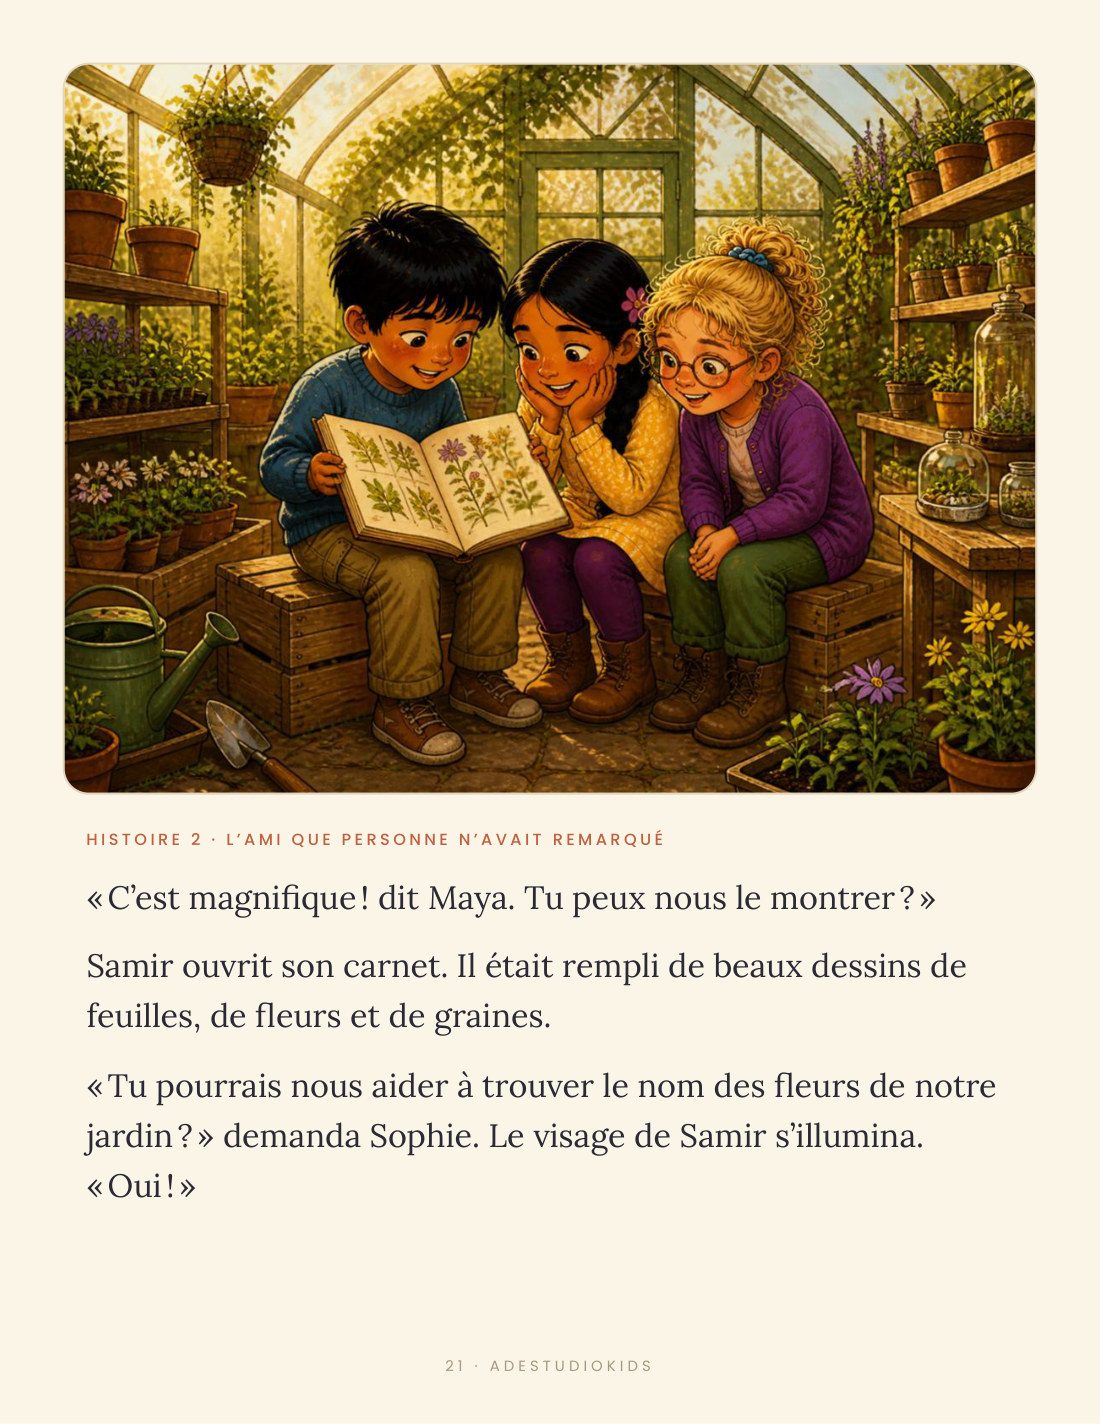 HISTOIRE 2 · L’AMI QUE PERSONNE N’AVAIT REMARQUÉ
« C’est magnifique ! dit Maya. Tu peux nous le montrer ? »
Samir ouvrit son carnet. Il était rempli de beaux dessins de
feuilles, de fleurs et de graines.
« Tu pourrais nous aider à trouver le nom des fleurs de notre
jardin ? » demanda Sophie. Le visage de Samir s’illumina.
« Oui ! »
21 · ADESTUDIOKIDS